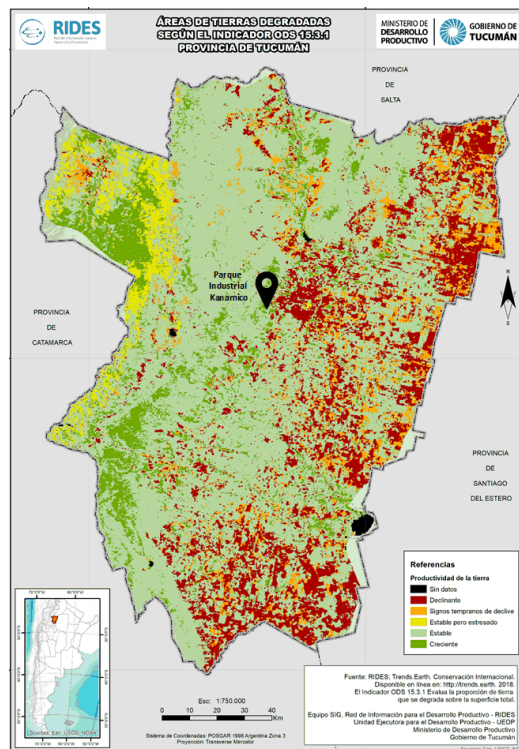 RIDES
Red de Información para el
Desarrollo Productivo
ÁREAS DE TIERRAS DEGRADADAS
SEGÚN EL INDICADOR ODS 15.3.1
PROVINCIA DE TUCUMÁN
MINISTERIO DE
DESARROLLO
PRODUCTIVO
GOBIERNO DE
TUCUMÁN
PROVINCIA
DE
SALTA
Parque
Industrial
Kanamico
N
S
PROVINCIA
DE
CATAMARCA
PROVINCIA
DE
SANTIAGO
DEL ESTERO
Referencias
Productividad de la tierra
Sin datos
Declinante
Signos tempranos de declive
Estable pero estresado
Estable
Creciente
Esc: 1:750.000
0 10 20 30 40
Km
Sistema de Coordenadas: POSGAR 1998 Argentina Zona 3
Proyección: Transverse Mercator
Fuente: RIDES; Trends.Earth. Conservación Internacional.
Disponible en línea en: http://trends.earth. 2018.
El Indicador ODS 15.3.1 Evalua la proporción de tierra
que se degrada sobre la superficie total.
Equipo SIG, Red de Información para el Desarrollo Productivo - RIDES
Unidad Ejecutora para el Desarrollo Productivo - UEDP
Ministerio de Desarrollo Productivo
Gobierno de Tucumán
Sources: Esri, USGS, NOAA